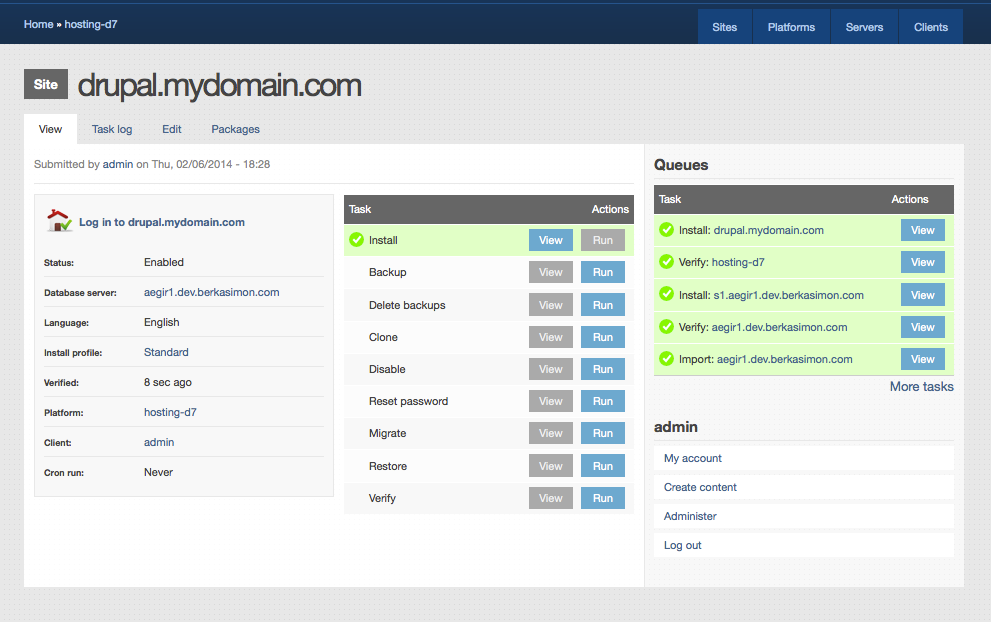 Home » hosting-d7
Sites Platforms Servers Clients
Site drupal.mydomain.com
View Task log Edit Packages
Submitted by admin on Thu, 02/06/2014 - 18:28
Log in to drupal.mydomain.com
Status: Enabled
Database server: aegir1.dev.berkasimon.com
Language: English
Install profile: Standard
Verified: 8 sec ago
Platform: hosting-d7
Client: admin
Cron run: Never
Task Actions
Install View Run
Backup View Run
Delete backups View Run
Clone View Run
Disable View Run
Reset password View Run
Migrate View Run
Restore View Run
Verify View Run
Queues
Task Actions
Install: drupal.mydomain.com View
Verify: hosting-d7 View
Install: s1.aegir1.dev.berkasimon.com View
Verify: aegir1.dev.berkasimon.com View
Import: aegir1.dev.berkasimon.com View
More tasks
admin
My account
Create content
Administer
Log out